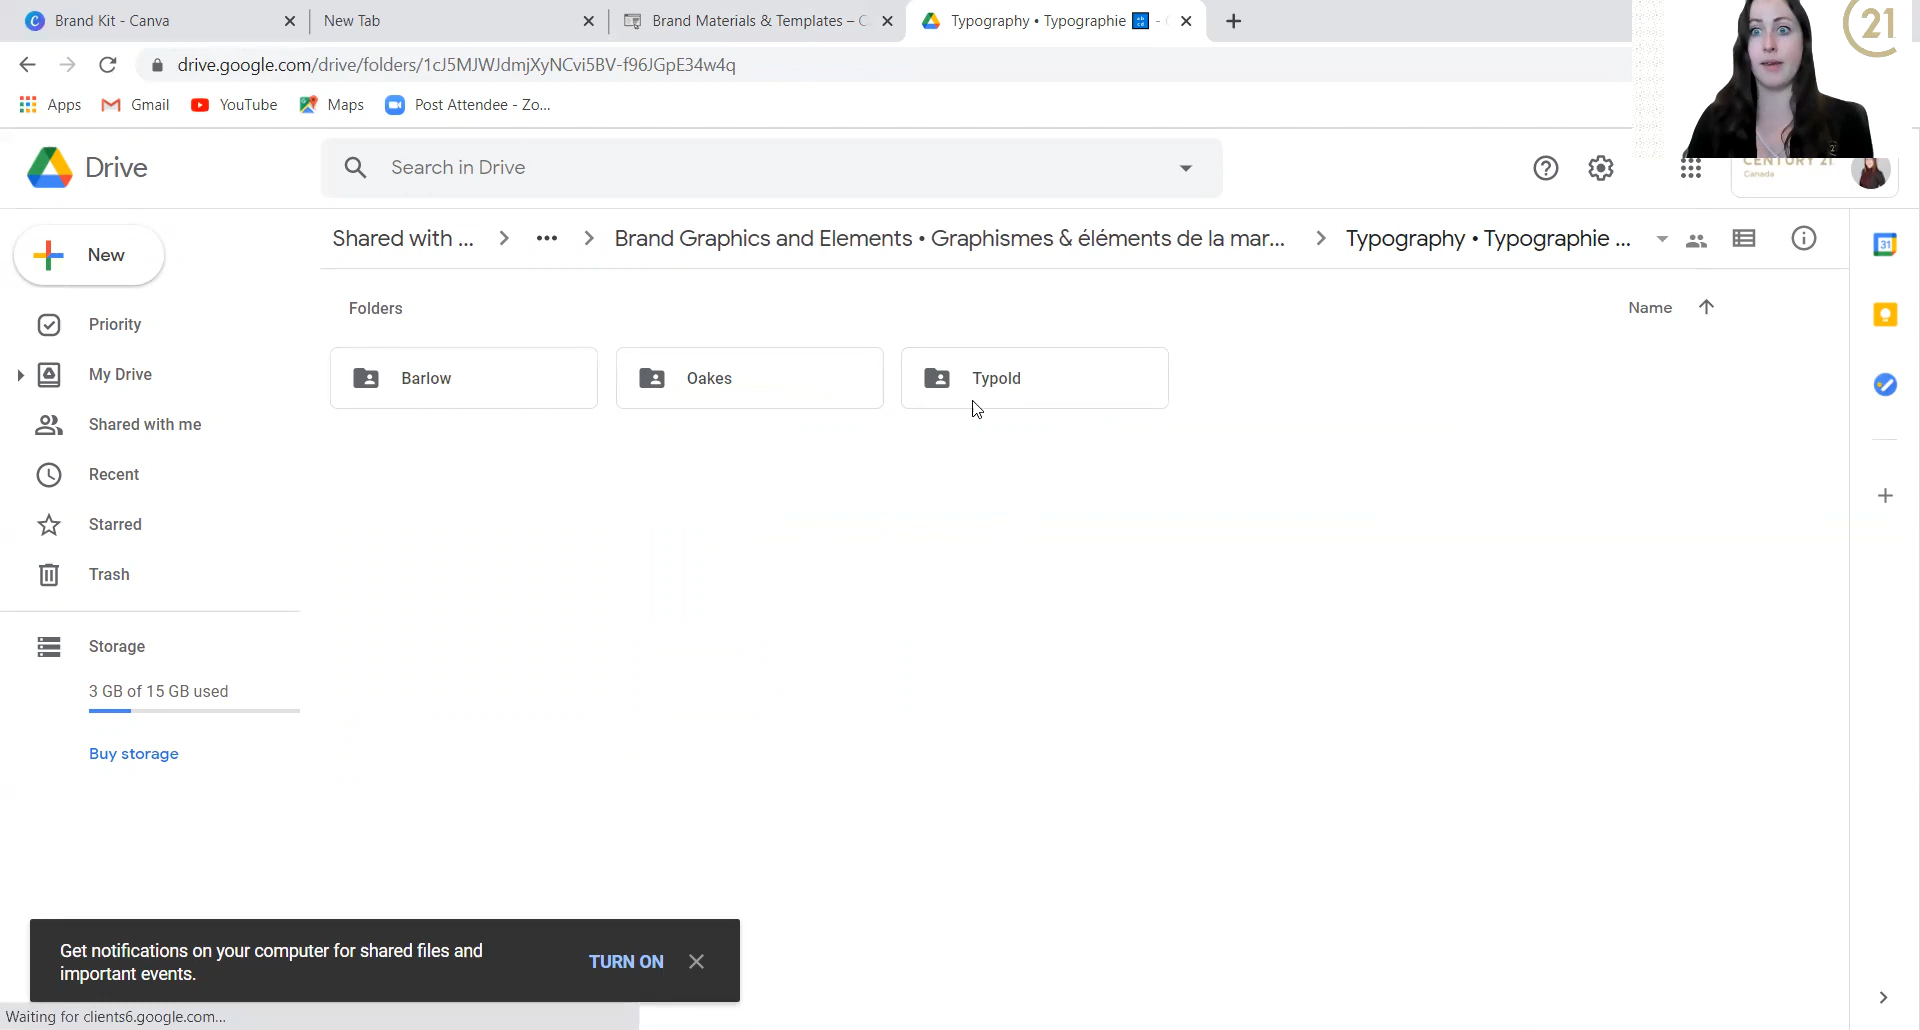 Brand Kit - Canva
New Tab
Brand Materials & Templates – C
Typography • Typographie
21
drive.google.com/drive/folders/1cJ5MJWJdmjXyNCvi5BV-f96JGpE34w4q
Apps
Gmail
YouTube
Maps
Post Attendee - Zo...
Drive
Search in Drive
CENTURY 21
Canada
New
Shared with ...
Brand Graphics and Elements • Graphismes & éléments de la mar...
Typography • Typographie ...
Folders
Name
Priority
Barlow
Oakes
Typold
My Drive
Shared with me
Recent
Starred
Trash
Storage
3 GB of 15 GB used
Buy storage
Get notifications on your computer for shared files and
important events.
TURN ON
Waiting for clients6.google.com...
31